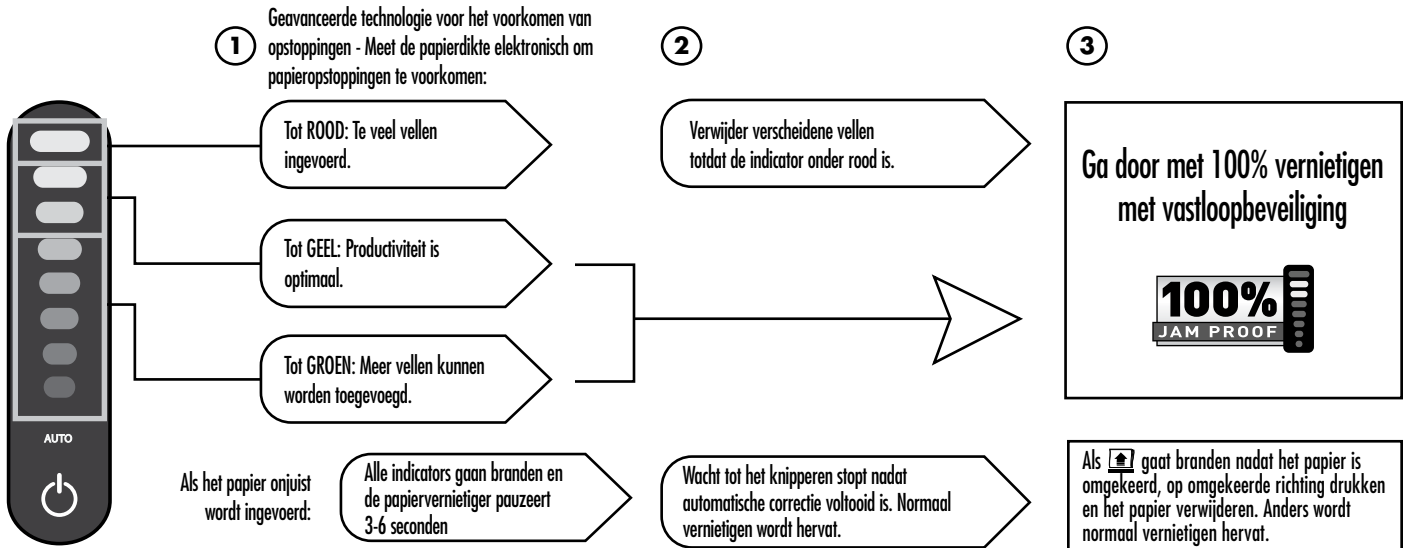 1
Geavanceerde technologie voor het voorkomen van
opstoppingen - Meet de papierdikte elektronisch om
papieropstoppingen te voorkomen:
Tot ROOD: Te veel vellen
ingevoerd.
Tot GEEL: Productiviteit is
optimaal.
Tot GROEN: Meer vellen kunnen
worden toegevoegd.
2
Verwijder verscheidene vellen
totdat de indicator onder rood is.
3
Ga door met 100% vernietigen
met vastloopbeveiliging
100%
JAM PROOF
AUTO
Als het papier onjuist
wordt ingevoerd:
Alle indicators gaan branden en
de papiervernietiger pauzeert
3-6 seconden
Wacht tot het knipperen stopt nadat
automatische correctie voltooid is. Normaal
vernietigen wordt hervat.
Als gaat branden nadat het papier is
omgekeerd, op omgekeerde richting drukken
en het papier verwijderen. Anders wordt
normaal vernietigen hervat.